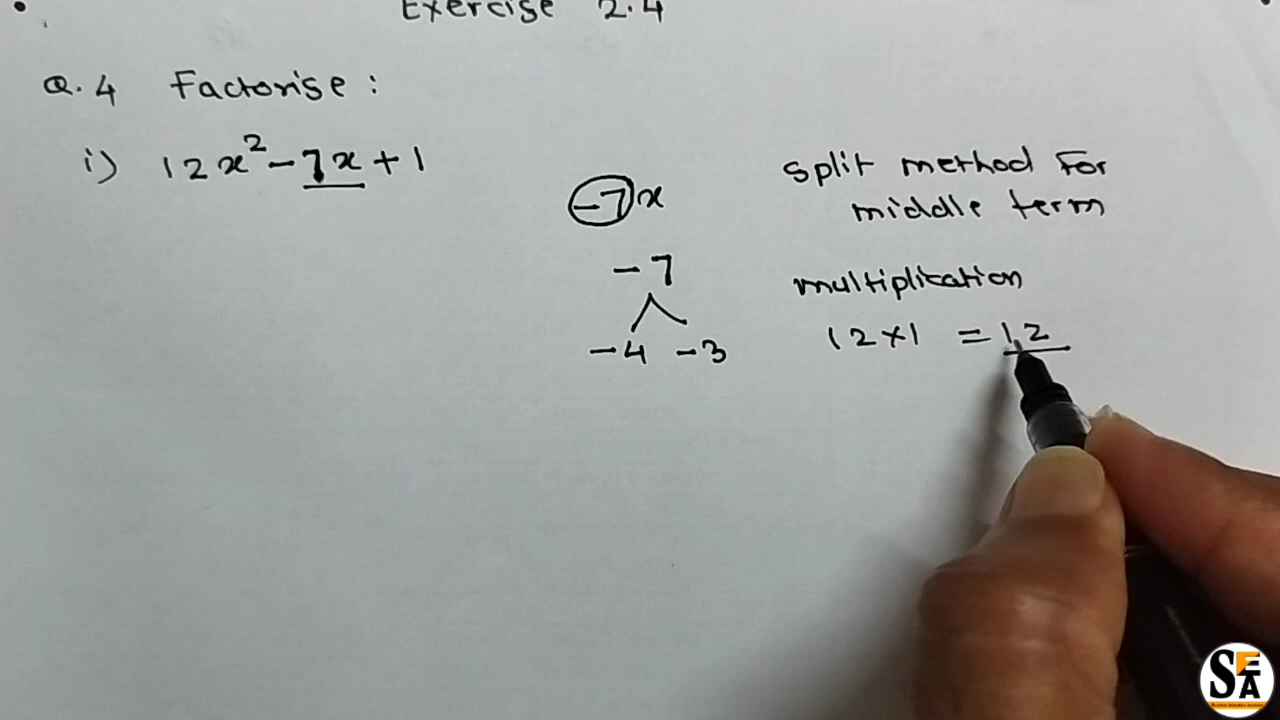 Exercise 2.4
Q.4 Factorise:
i) 12x² - 7x + 1
-7x
-7
-4 -3
split method for
middle term
multiplication
12×1 = 12
SEA